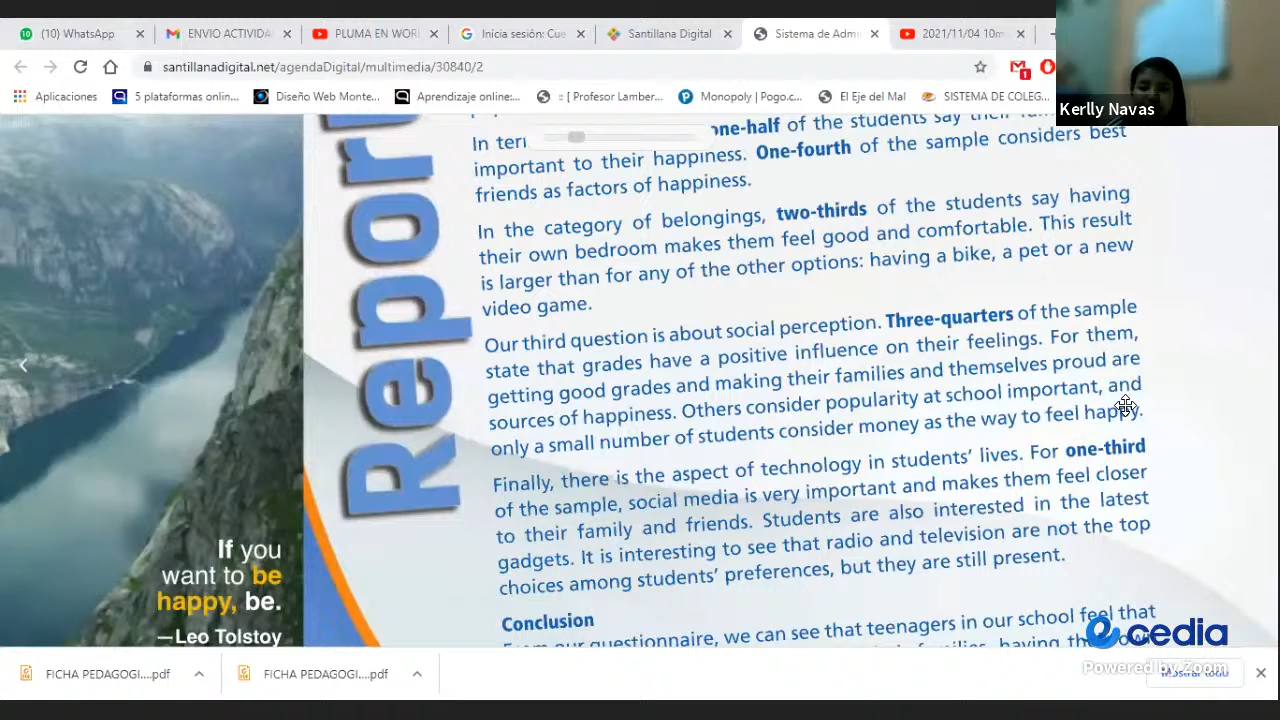 (10) WhatsApp
ENVIO ACTIVIDA
PLUMA EN WORI
Inicia sesión: Cue
Santillana Digital
Sistema de Admi
2021/11/04 10m
santillanadigital.net/agendaDigital/multimedia/30840/2
1
Aplicaciones
5 plataformas onlin...
Diseño Web Monte...
Aprendizaje online:...
:: [ Profesor Lamber...
Monopoly | Pogo.c...
El Eje del Mal
SISTEMA DE COLEG...
Kerlly Navas
Report
In one-half of the students say their
important to their happiness. One-fourth of the sample considers best
friends as factors of happiness.
In the category of belongings, two-thirds of the students say having
their own bedroom makes them feel good and comfortable. This result
is larger than for any of the other options: having a bike, a pet or a new
video game.
Our third question is about social perception. Three-quarters of the sample
state that grades have a positive influence on their feelings. For them,
getting good grades and making their families and themselves proud are
sources of happiness. Others consider popularity at school important, and
only a small number of students consider money as the way to feel happy.
Finally, there is the aspect of technology in students' lives. For one-third
of the sample, social media is very important and makes them feel closer
to their family and friends. Students are also interested in the latest
gadgets. It is interesting to see that radio and television are not the top
choices among students' preferences, but they are still present.
Conclusion
questionnaire, we can see that teenagers in our school feel that
families, having
If you
want to be
happy, be.
—Leo Tolstoy
cedia
Powered by Zoom
FICHA PEDAGOGI....pdf
FICHA PEDAGOGI....pdf
Mostrar todo